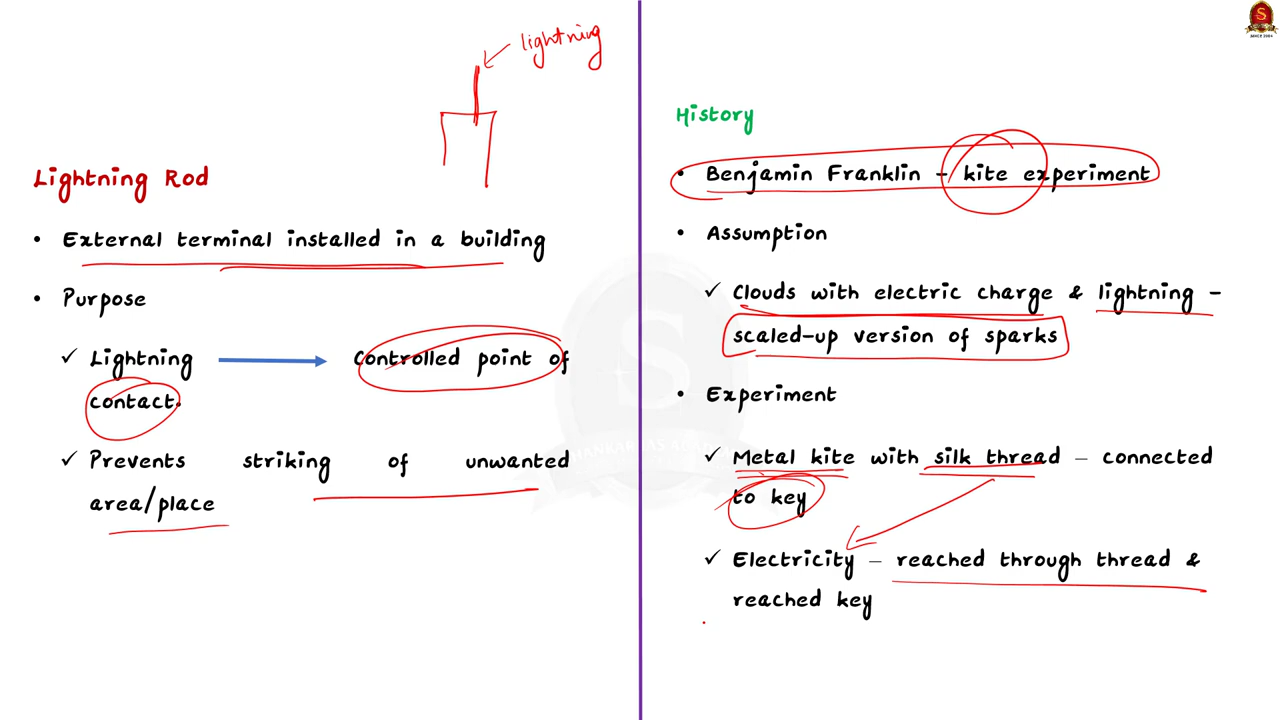 lightning
Lightning Rod
• External terminal installed in a building
• Purpose
✓ Lightning → Controlled point of
contact.
✓ Prevents striking of unwanted
area/place
S
SINCE 2004
History
• Benjamin Franklin - kite experiment
• Assumption
✓ Clouds with electric charge & lightning -
scaled-up version of sparks
• Experiment
✓ Metal kite with silk thread – connected
to key
✓ Electricity – reached through thread &
reached key